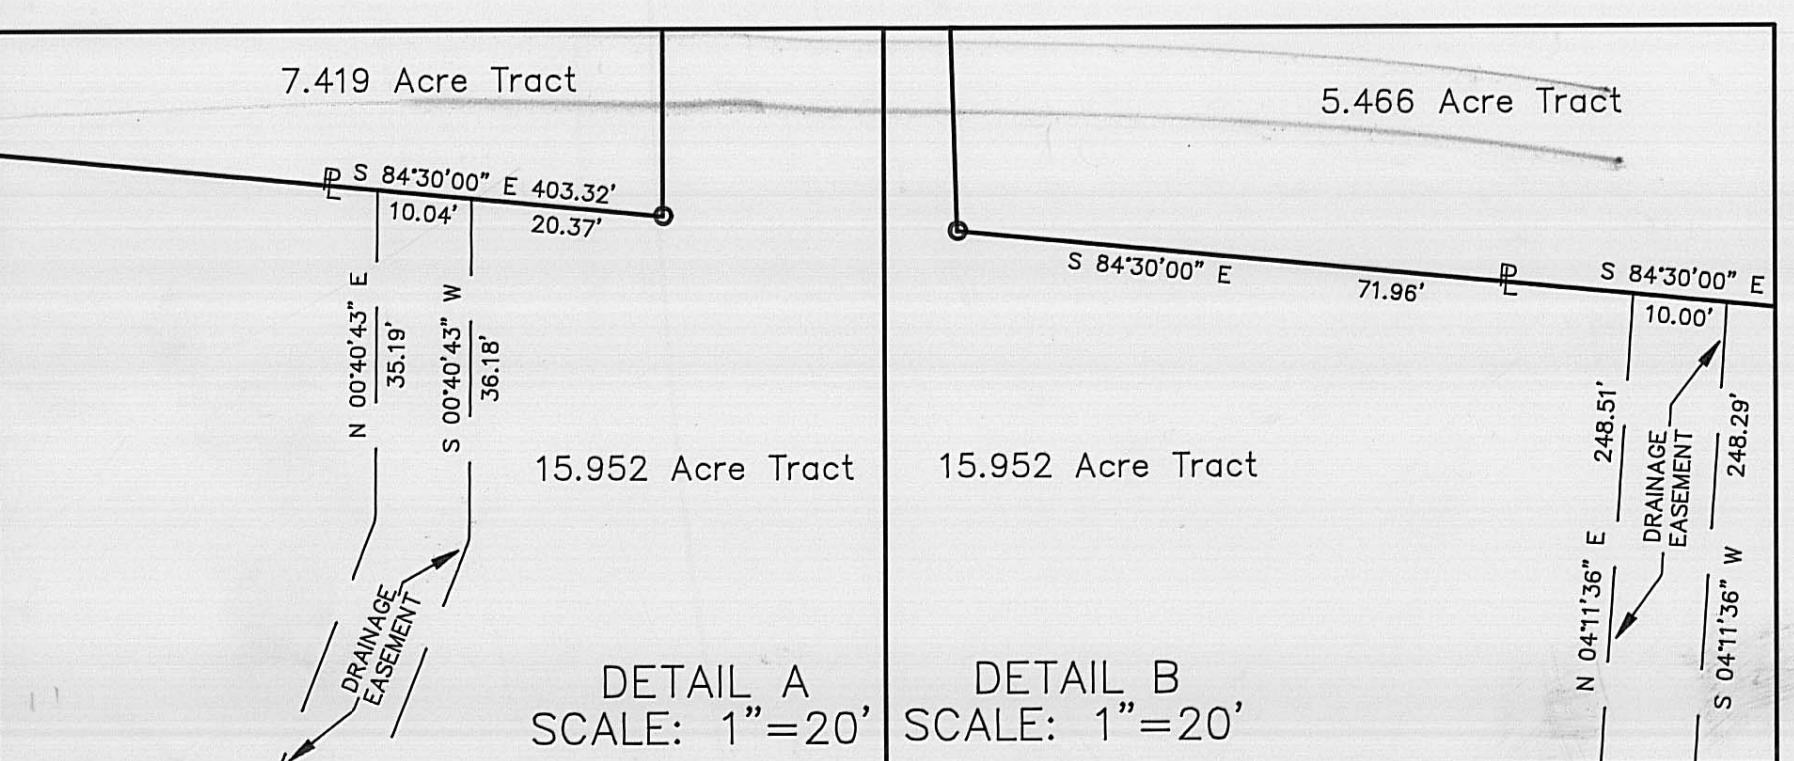 7.419 Acre Tract
PL S 84°30'00" E 403.32'
10.04'
20.37'
N 00°40'43" E
35.19'
S 00°40'43" W
36.18'
15.952 Acre Tract
DRAINAGE
EASEMENT
DETAIL A
SCALE: 1"=20'
5.466 Acre Tract
S 84°30'00" E
71.96'
PL
S 84°30'00" E
10.00'
15.952 Acre Tract
N 04°11'36" E
248.51'
DRAINAGE
EASEMENT
S 04°11'36" W
248.29'
DETAIL B
SCALE: 1"=20'